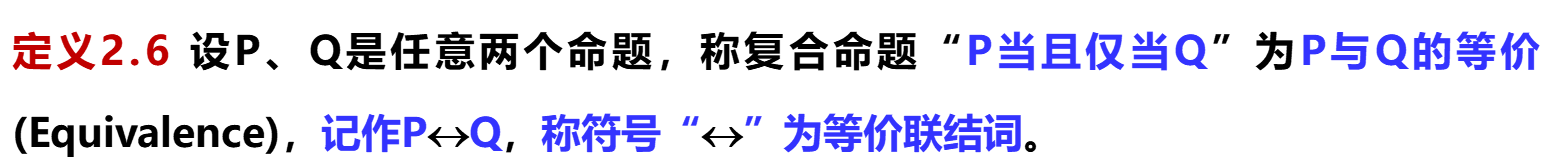 定义2.6 设P、Q是任意两个命题，称复合命题“P当且仅当Q”为P与Q的等价
(Equivalence)，记作P↔Q，称符号“↔”为等价联结词。